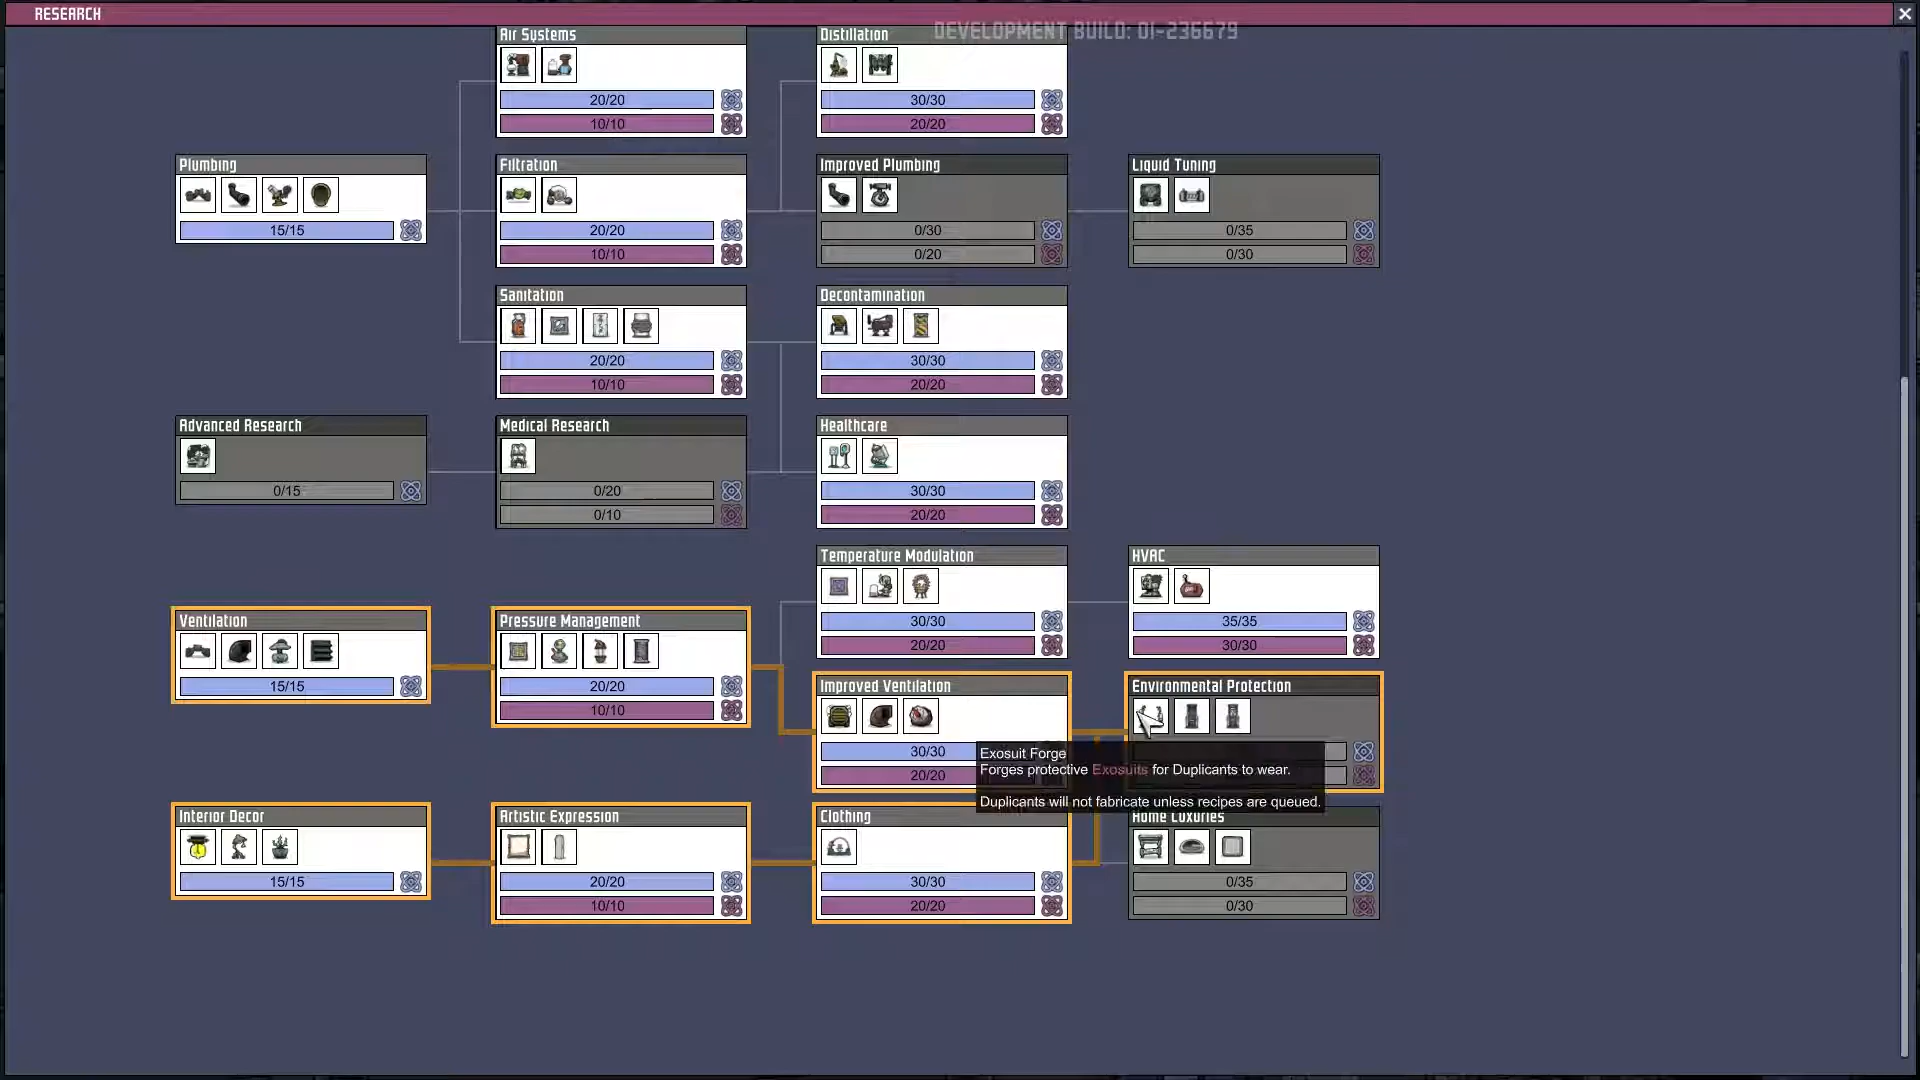 RESEARCH
DEVELOPMENT BUILD: 01-236679
Air Systems
20/20
10/10
Distillation
30/30
20/20
Plumbing
15/15
Filtration
20/20
10/10
Improved Plumbing
0/30
0/20
Liquid Tuning
0/35
0/30
Sanitation
20/20
10/10
Decontamination
30/30
20/20
Advanced Research
0/15
Medical Research
0/20
0/10
Healthcare
30/30
20/20
Temperature Modulation
30/30
20/20
HVAC
35/35
30/30
Ventilation
15/15
Pressure Management
20/20
10/10
Improved Ventilation
30/30
20/20
Environmental Protection
Exosuit Forge
Forges protective Exosuits for Duplicants to wear.
Duplicants will not fabricate unless recipes are queued.
Interior Decor
15/15
Artistic Expression
20/20
10/10
Clothing
30/30
20/20
Home Luxuries
0/35
0/30